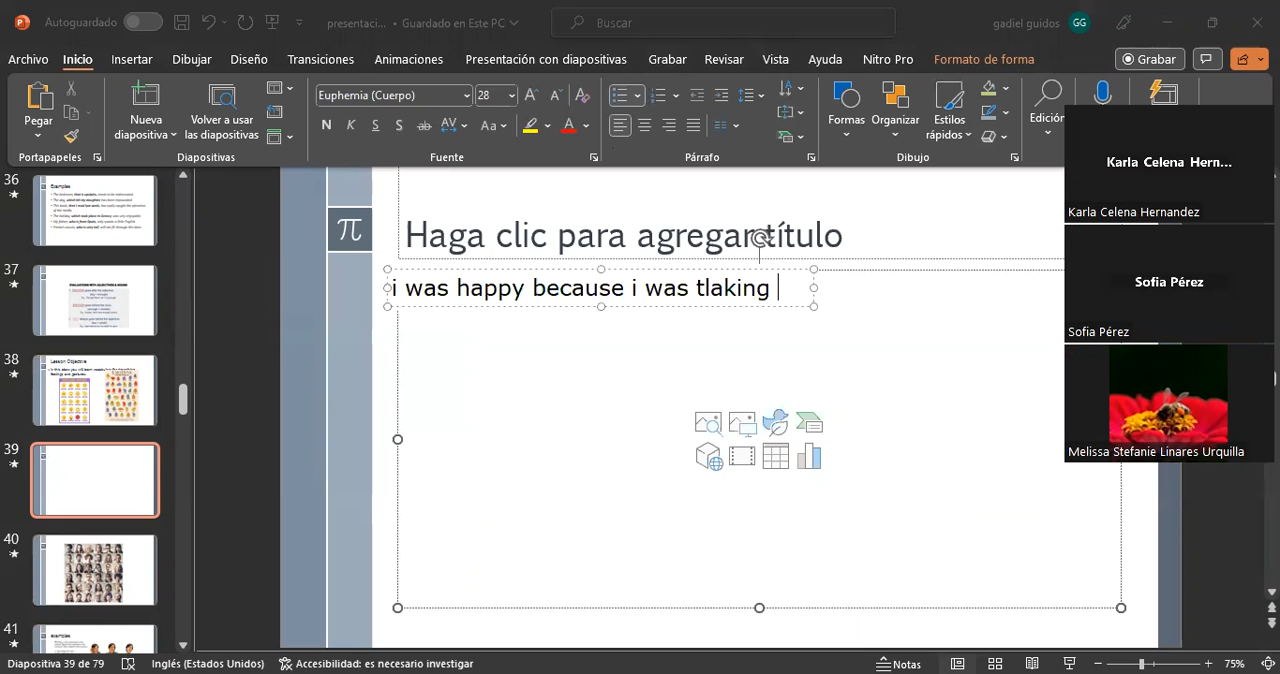 Autoguardado
presentaci... • Guardado en Este PC
Buscar
gadiel guidos
GG
Archivo
Inicio
Insertar
Dibujar
Diseño
Transiciones
Animaciones
Presentación con diapositivas
Grabar
Revisar
Vista
Ayuda
Nitro Pro
Formato de forma
Grabar
Pegar
Nueva diapositiva
Volver a usar las diapositivas
Euphemia (Cuerpo)
28
N K S S ab AV Aa A
Formas
Organizar
Estilos rápidos
Edición
Portapapeles
Diapositivas
Fuente
Párrafo
Dibujo
Karla Celena Hern...
Karla Celena Hernandez
Sofia Pérez
Sofia Pérez
Melissa Stefanie Linares Urquilla
36
Examples
37
38
Lesson Objective
39
40
41
Examples
π
Haga clic para agregar título
i was happy because i was tlaking
Diapositiva 39 de 79
Inglés (Estados Unidos)
Accesibilidad: es necesario investigar
Notas
75%